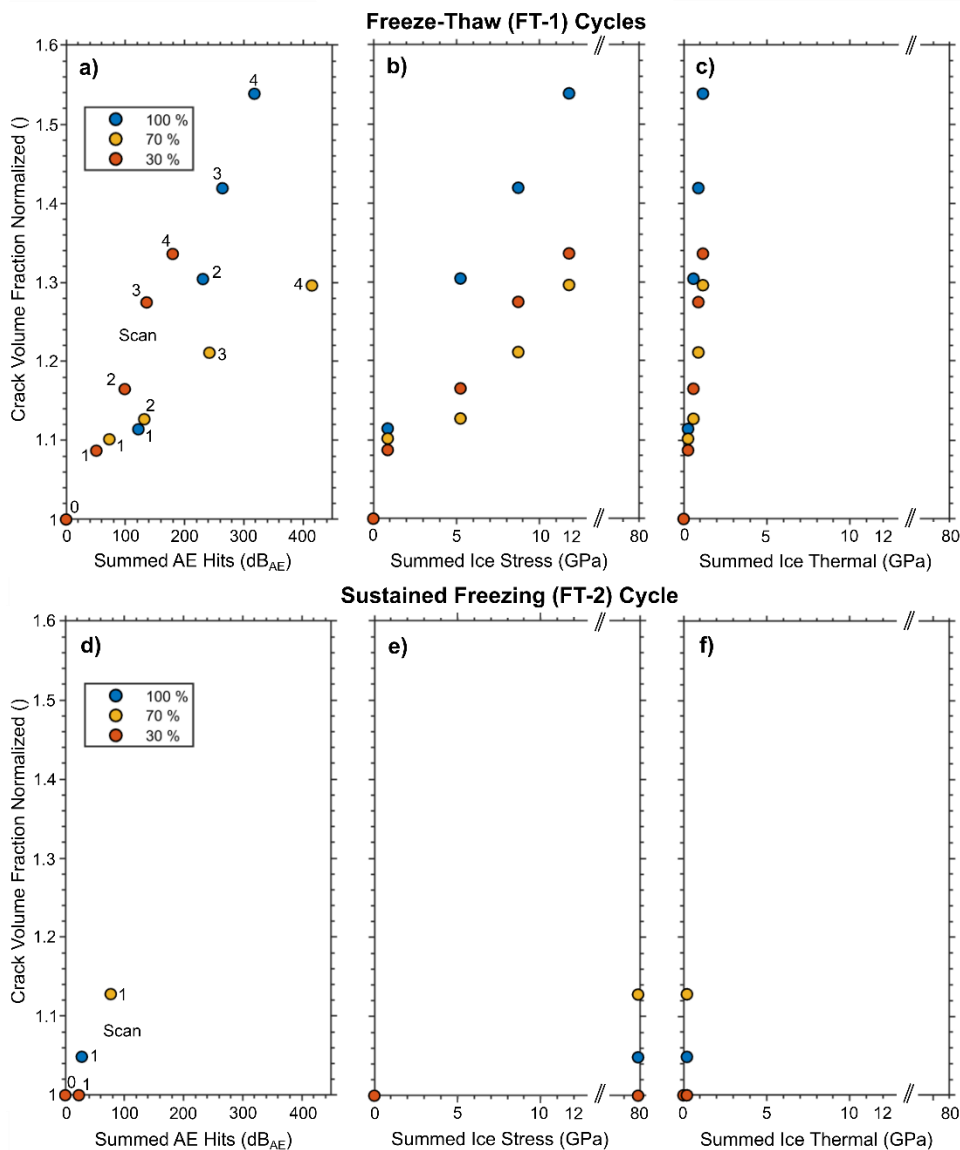 Freeze-Thaw (FT-1) Cycles
a)
b)
c)
100 %
70 %
30 %
Crack Volume Fraction Normalized ()
1.6
1.5
1.4
1.3
1.2
1.1
1
4
3
2
4
3
4
Scan
3
2
2
1
1
1
0
0 100 200 300 400
Summed AE Hits (dBAE)
//
//
0 5 10 12 80
Summed Ice Stress (GPa)
//
//
0 5 10 12 80
Summed Ice Thermal (GPa)
Sustained Freezing (FT-2) Cycle
d)
e)
f)
100 %
70 %
30 %
Crack Volume Fraction Normalized ()
1.6
1.5
1.4
1.3
1.2
1.1
1
1
Scan
1
0 1
0 100 200 300 400
Summed AE Hits (dBAE)
//
//
0 5 10 12 80
Summed Ice Stress (GPa)
//
//
0 5 10 12 80
Summed Ice Thermal (GPa)